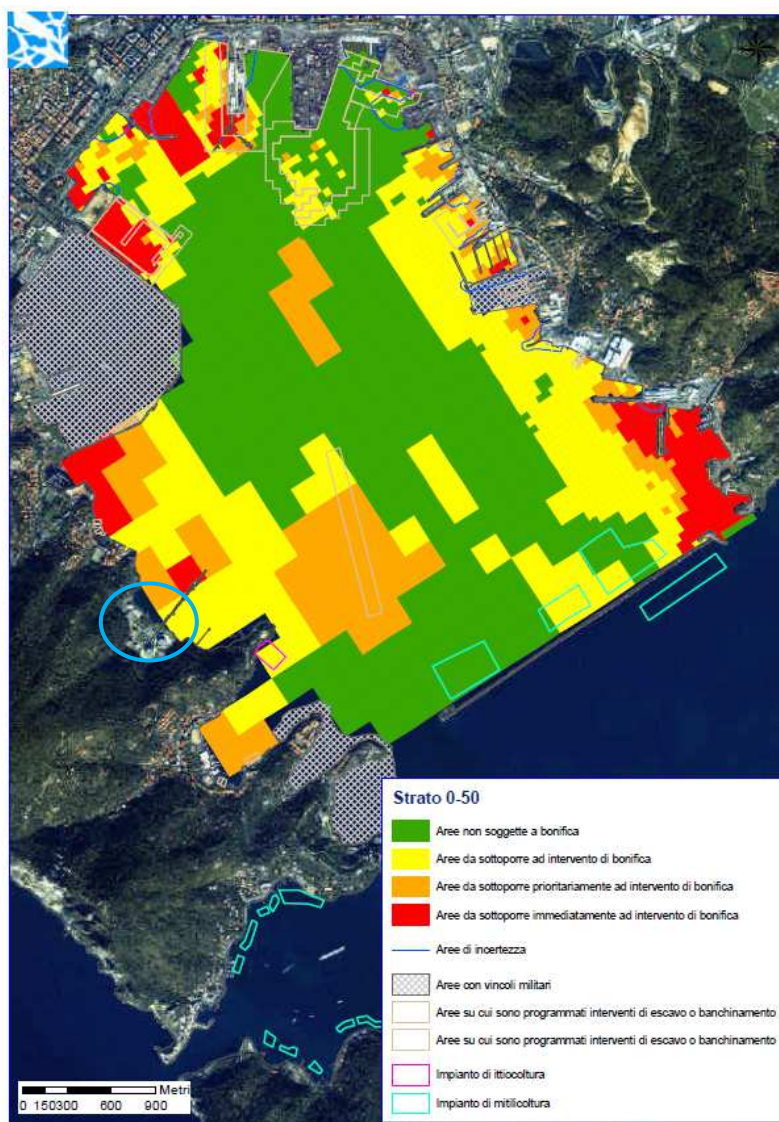 Strato 0-50
Aree non soggette a bonifica
Aree da sottoporre ad intervento di bonifica
Aree da sottoporre prioritariamente ad intervento di bonifica
Aree da sottoporre immediatamente ad intervento di bonifica
Aree di incertezza
Aree con vincoli militari
Aree su cui sono programmati interventi di escavo o banchinamento
Aree su cui sono programmati interventi di escavo o banchinamento
Impianto di ittiocoltura
Impianto di mitilicoltura
Metri
0 150300 600 900